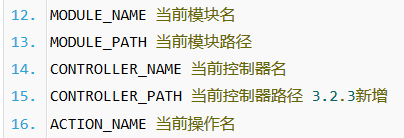 12. MODULE_NAME 当前模块名
13. MODULE_PATH 当前模块路径
14. CONTROLLER_NAME 当前控制器名
15. CONTROLLER_PATH 当前控制器路径 3.2.3新增
16. ACTION_NAME 当前操作名